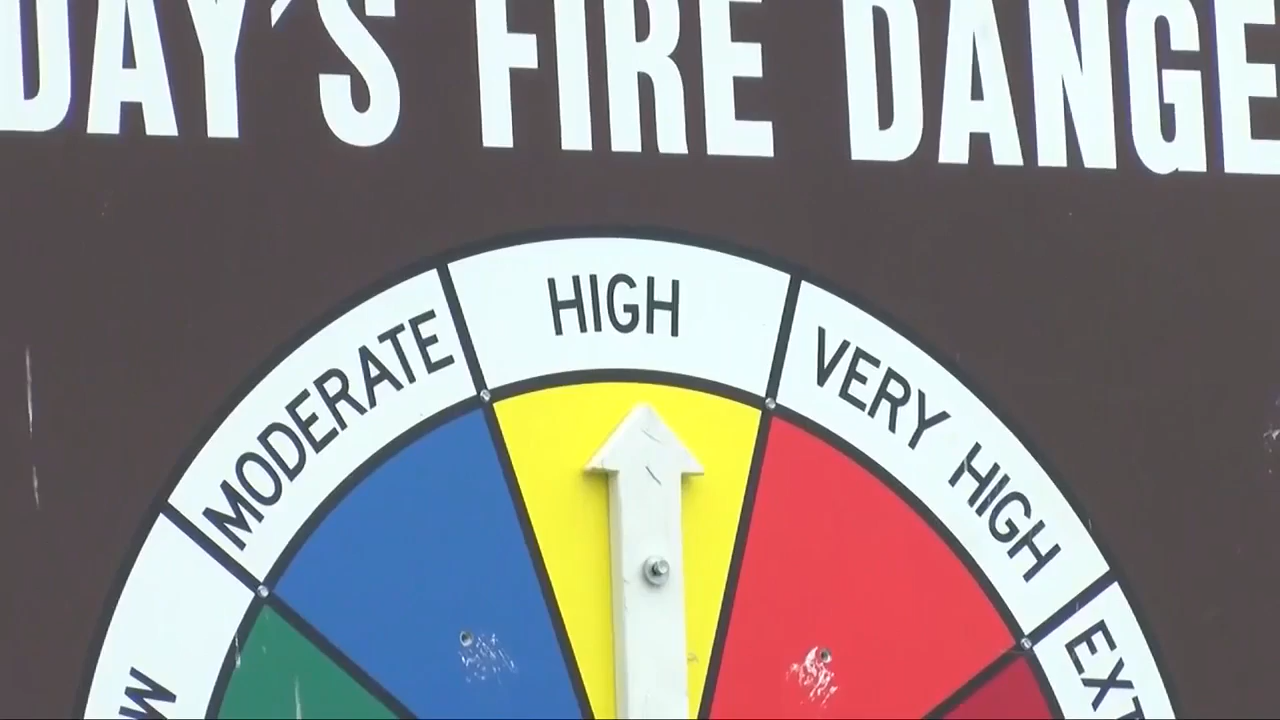 DAY'S FIRE DANGE
MODERATE
HIGH
VERY HIGH
EXT
W